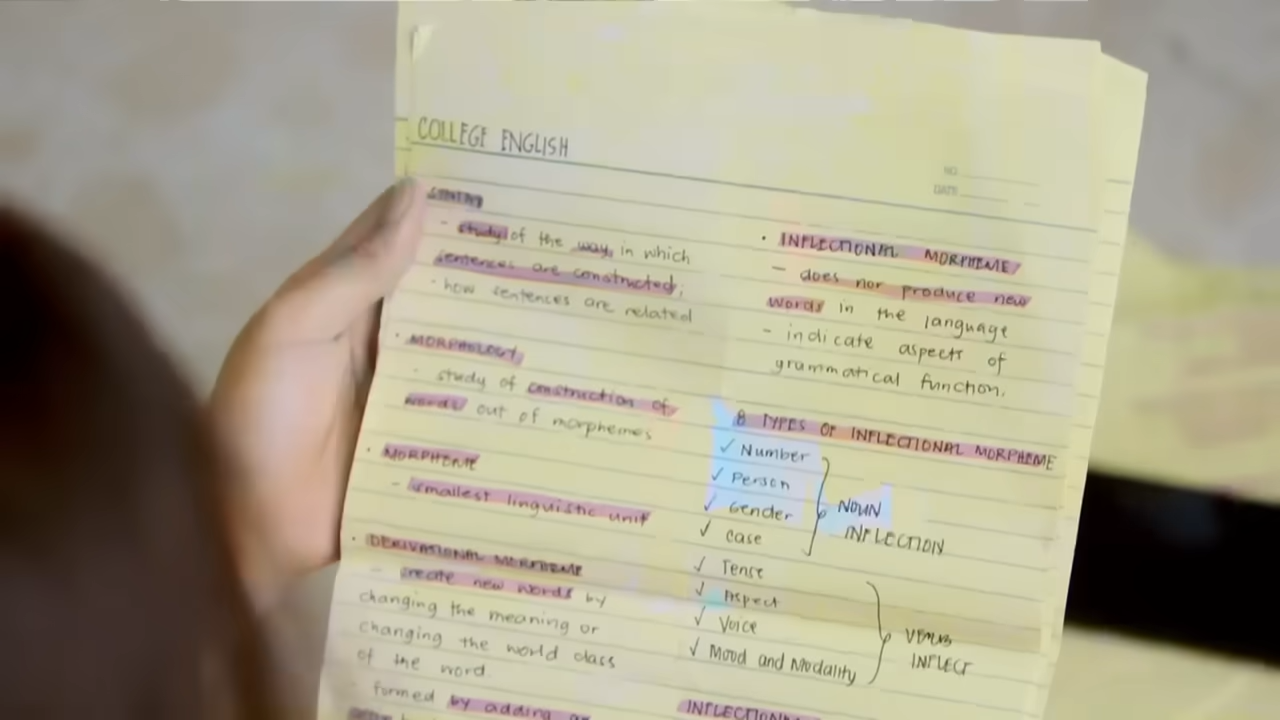 COLLEGE ENGLISH
NO
DATE
- study of the way in which
sentences are constructed;
- how sentences are related
• MORPHOLOGY
- study of construction of
words out of morphemes
• MORPHEME
- smallest linguistic unit
• DERIVATIONAL MORPHEME
- create new words by
changing the meaning or
changing the world class
of the word.
- formed by adding an
• INFLECTIONAL MORPHEME
- does nor produce new
words in the language
- indicate aspects of
grammatical function.
8 TYPES OF INFLECTIONAL MORPHEME
✓ Number
✓ Person
✓ Gender
✓ Case
NOUN
INFLECTION
✓ Tense
✓ Aspect
✓ Voice
✓ Mood and Modality
INFLECT
INFLECTIONAL